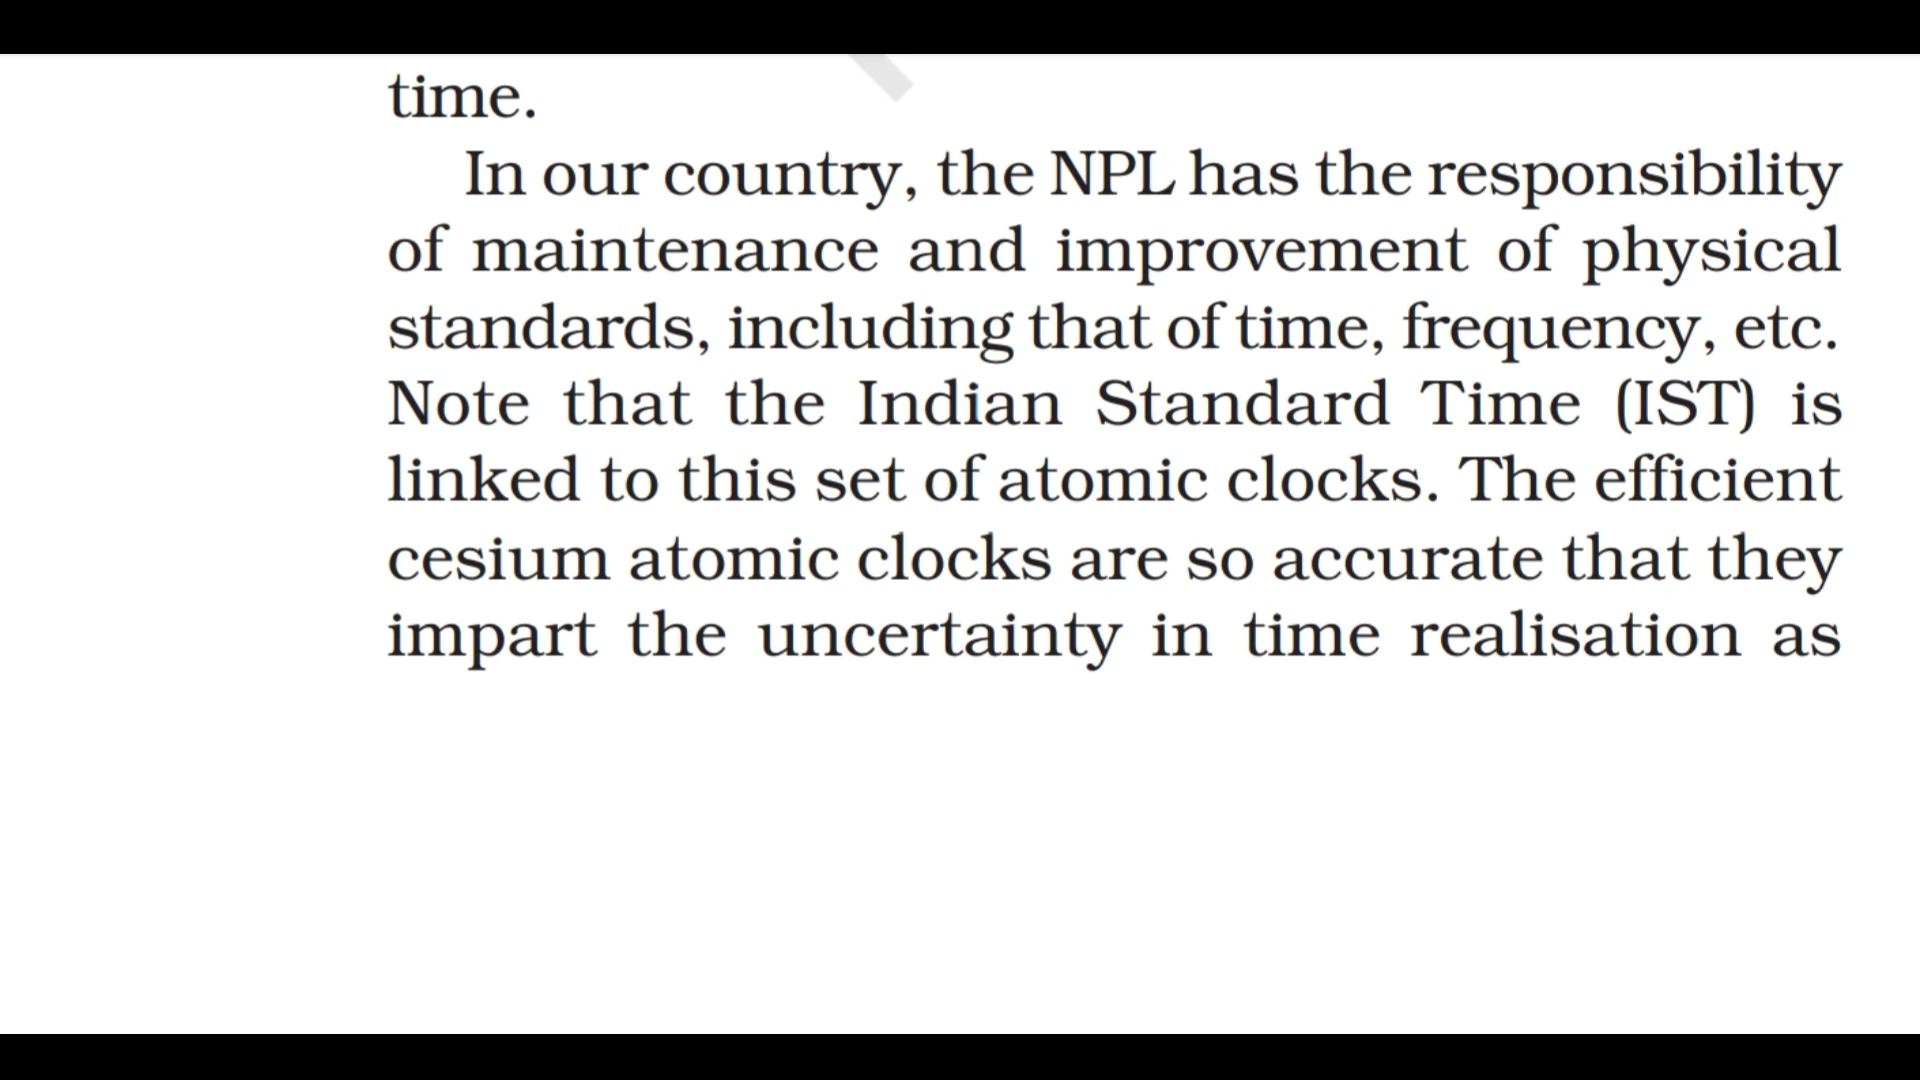 time.
In our country, the NPL has the responsibility
of maintenance and improvement of physical
standards, including that of time, frequency, etc.
Note that the Indian Standard Time (IST) is
linked to this set of atomic clocks. The efficient
cesium atomic clocks are so accurate that they
impart the uncertainty in time realisation as